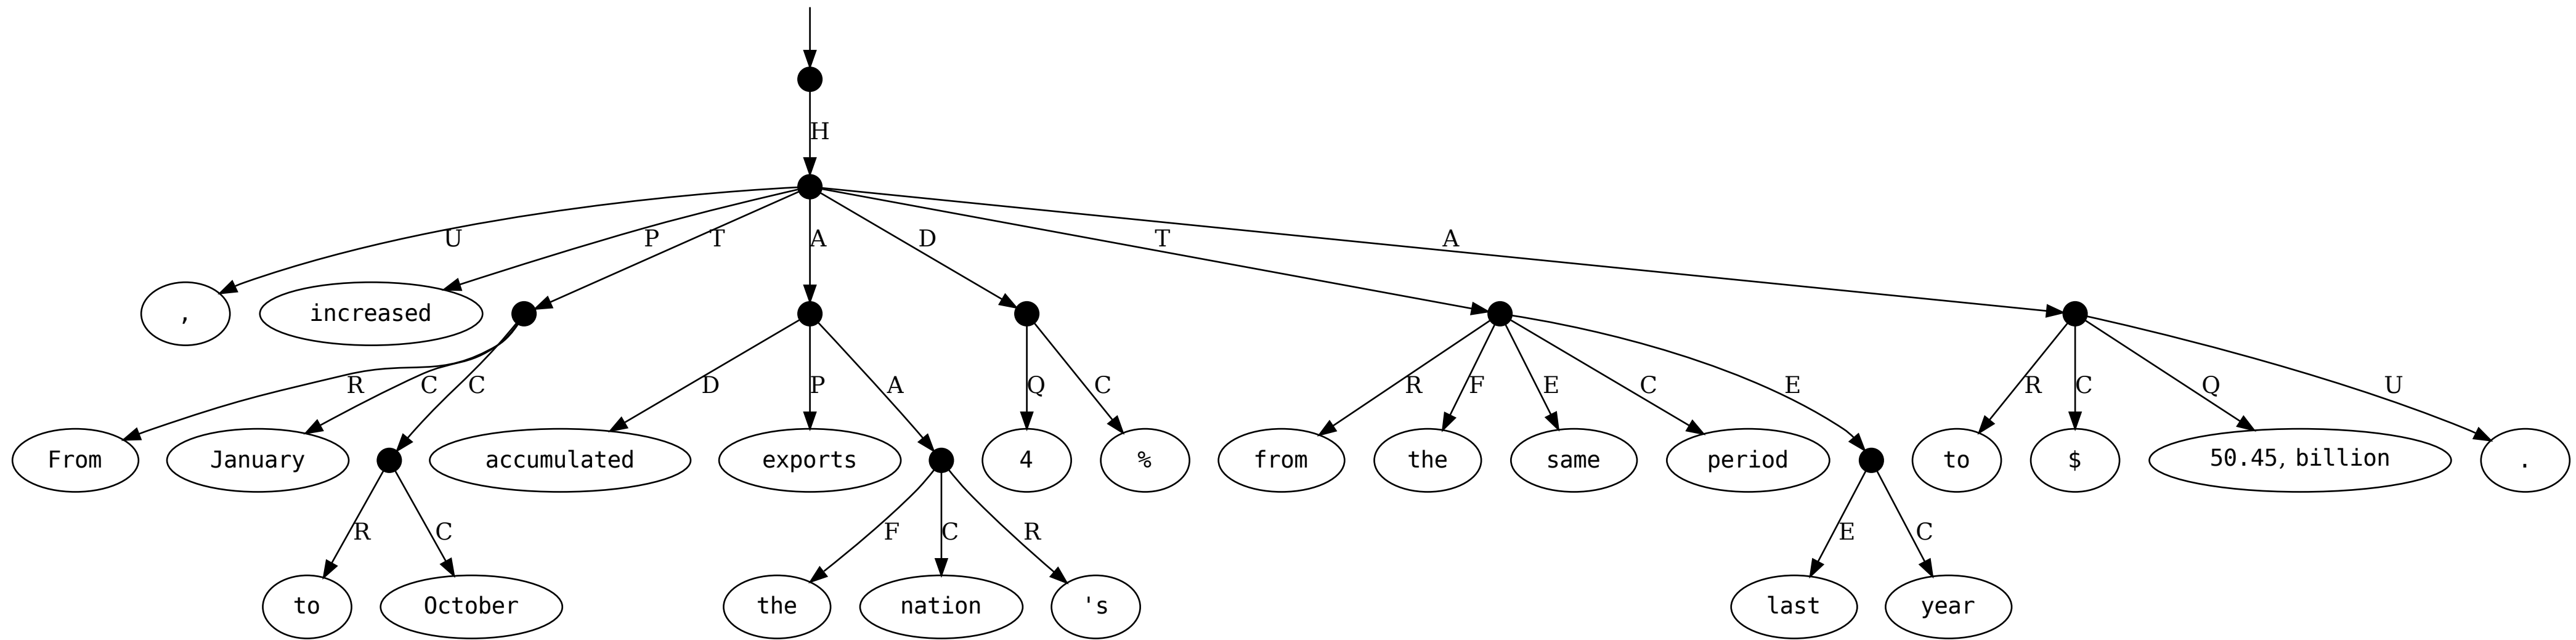 H
U P T A D T A
, increased
R C C D P A Q C R F E C E R C Q U
From January accumulated exports 4 % from the same period to $ 50.45, billion .
R C F C R E C
to October the nation 's last year